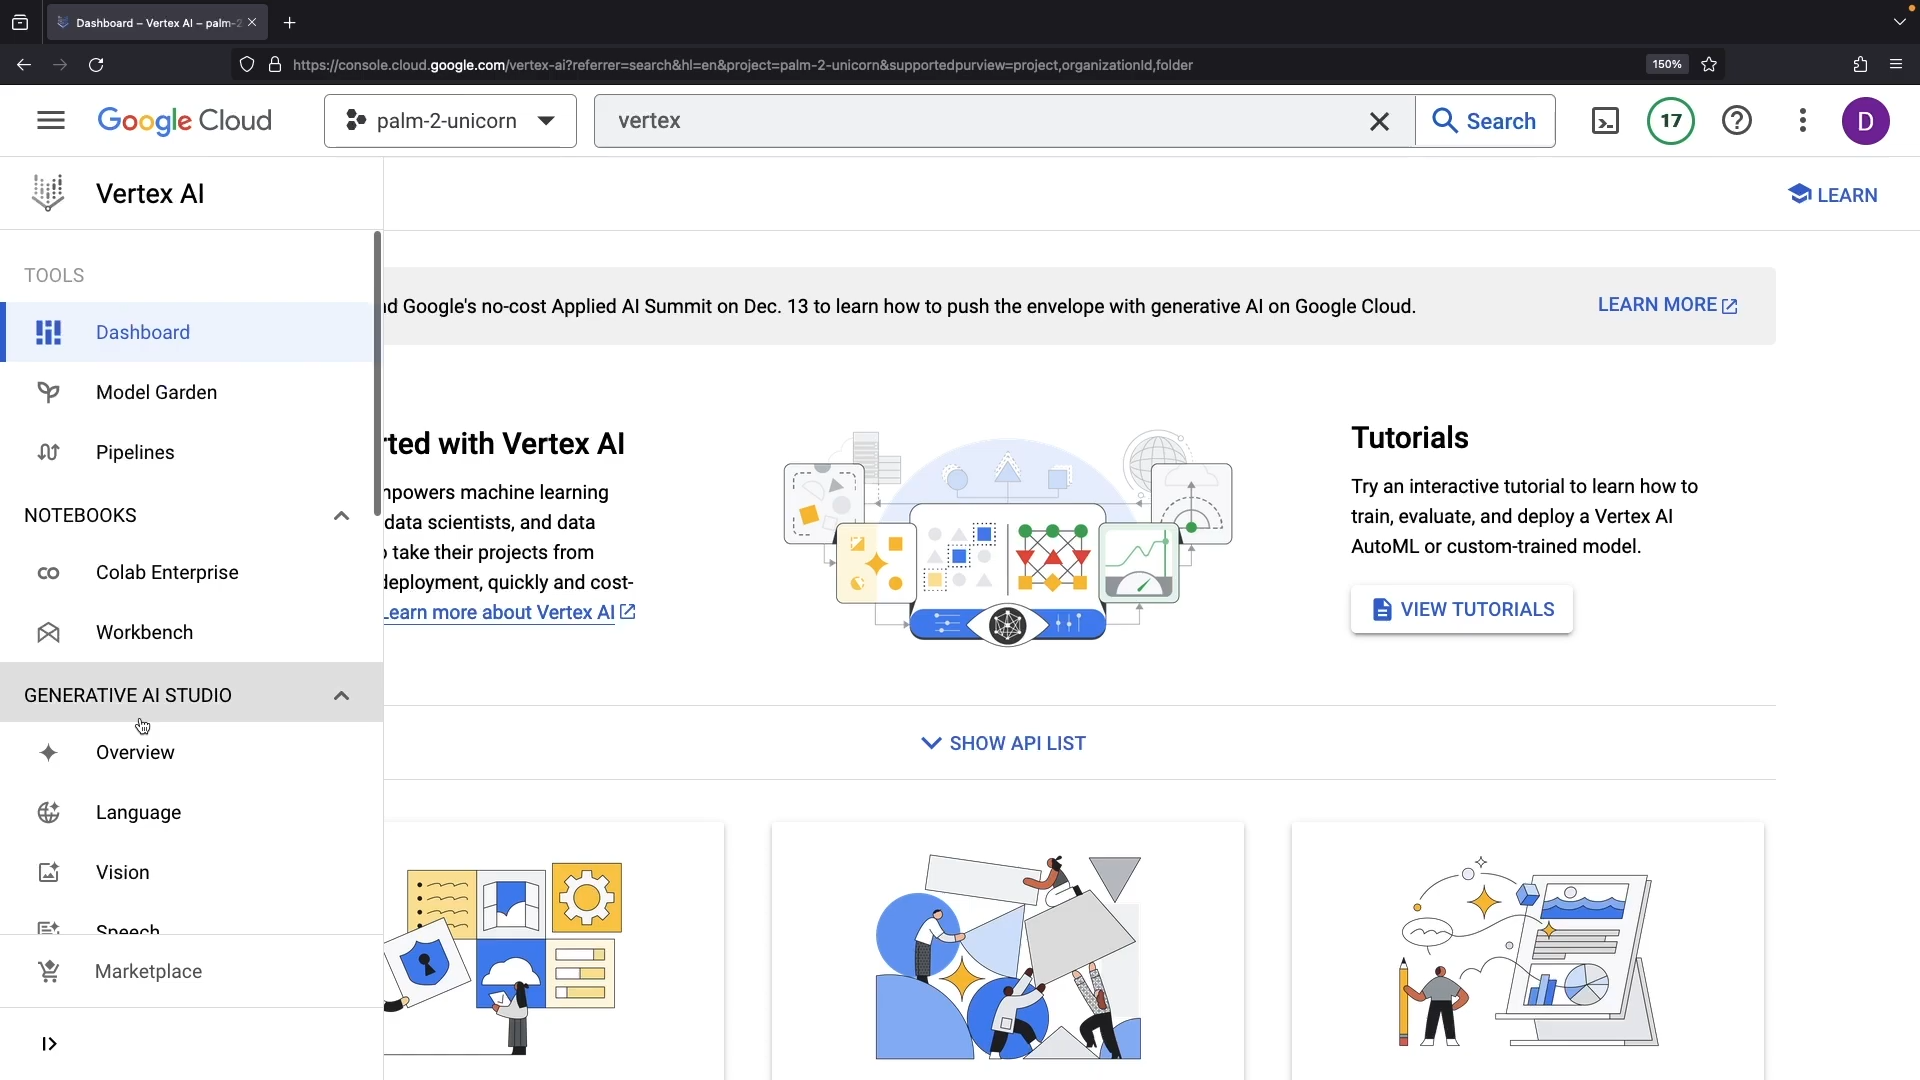 Dashboard – Vertex AI – palm-2
https://console.cloud.google.com/vertex-ai?referrer=search&hl=en&project=palm-2-unicorn&supportedpurview=project,organizationId,folder
150%
Google Cloud
palm-2-unicorn
vertex
Search
17
D
Vertex AI
LEARN
TOOLS
Dashboard
Model Garden
Pipelines
NOTEBOOKS
Colab Enterprise
Workbench
GENERATIVE AI STUDIO
Overview
Language
Vision
Speech
Marketplace
nd Google's no-cost Applied AI Summit on Dec. 13 to learn how to push the envelope with generative AI on Google Cloud.
LEARN MORE
rted with Vertex AI
npowers machine learning
data scientists, and data
o take their projects from
deployment, quickly and cost-
Learn more about Vertex AI
Tutorials
Try an interactive tutorial to learn how to
train, evaluate, and deploy a Vertex AI
AutoML or custom-trained model.
VIEW TUTORIALS
SHOW API LIST